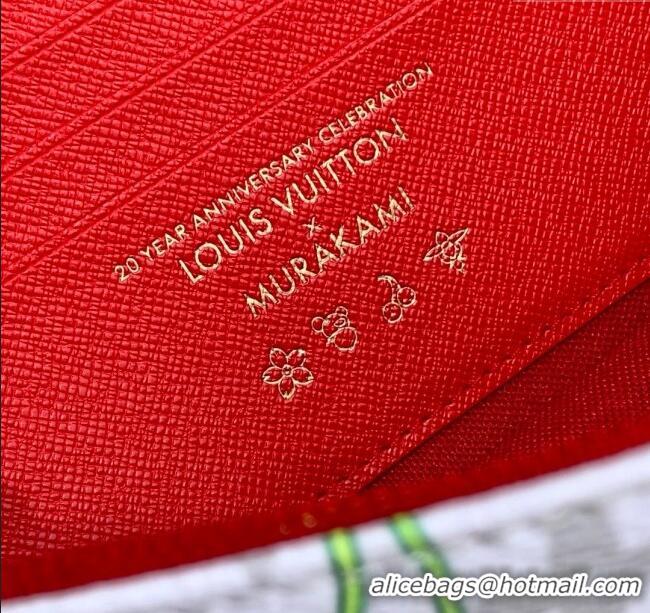 20 YEAR ANNIVERSARY CELEBRATION
LOUIS VUITTON
×
MURAKAMI
alicebags@hotmail.com